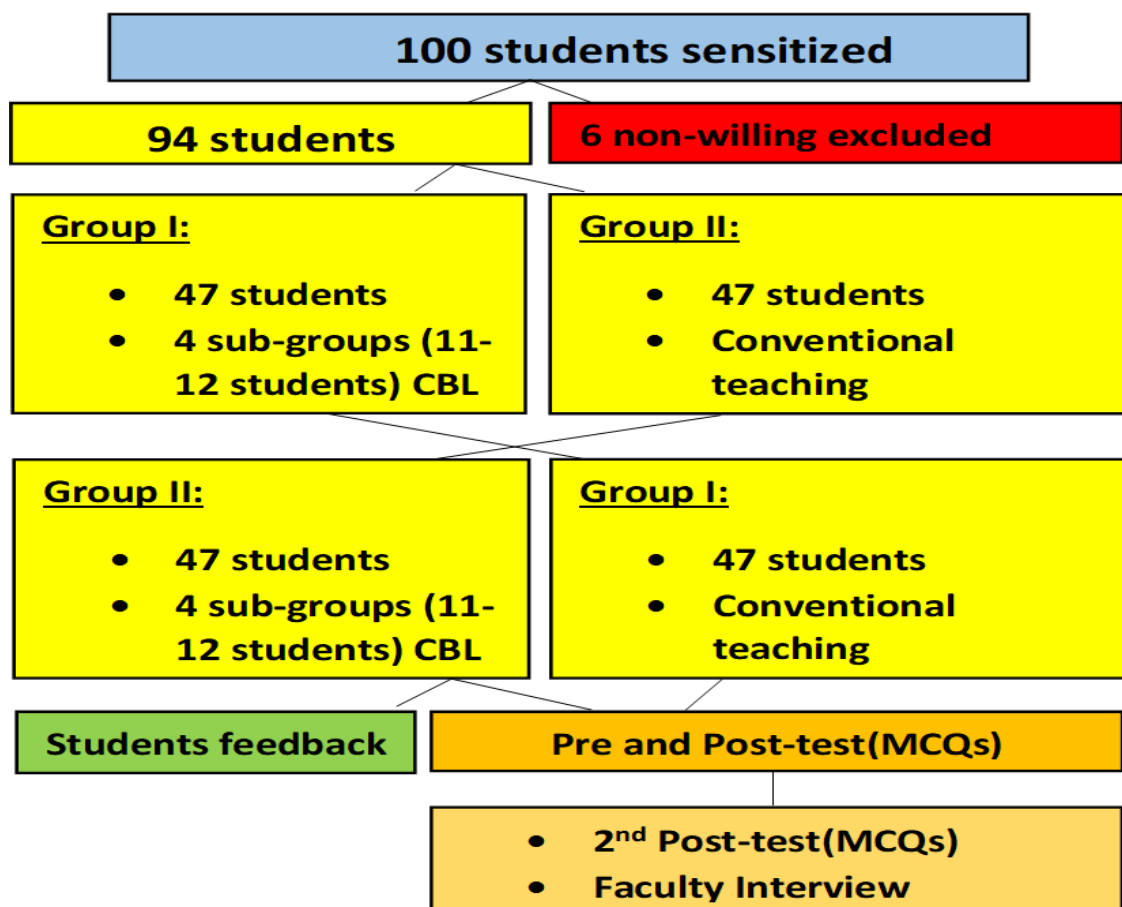 100 students sensitized
94 students
6 non-willing excluded
Group I:
• 47 students
• 4 sub-groups (11-
12 students) CBL
Group II:
• 47 students
• Conventional
teaching
Group II:
• 47 students
• 4 sub-groups (11-
12 students) CBL
Group I:
• 47 students
• Conventional
teaching
Students feedback
Pre and Post-test(MCQs)
• 2nd Post-test(MCQs)
• Faculty Interview